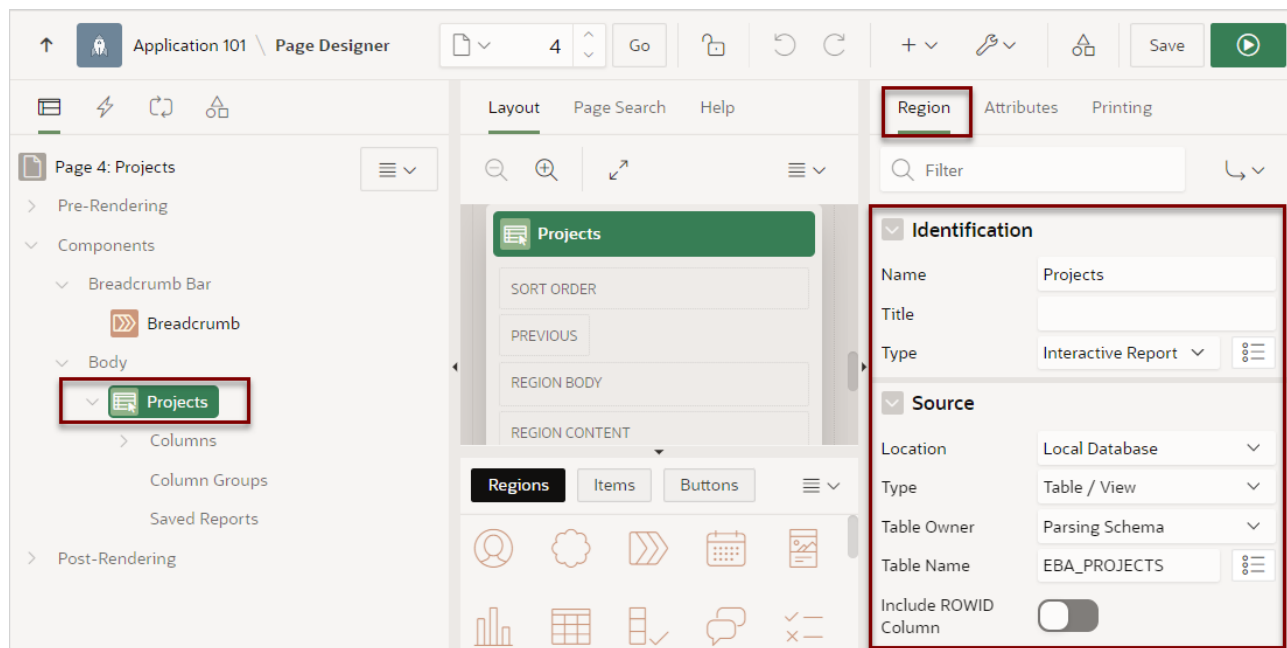 Application 101 \ Page Designer
4
Go
Save
Page 4: Projects
Pre-Rendering
Components
Breadcrumb Bar
Breadcrumb
Body
Projects
Columns
Column Groups
Saved Reports
Post-Rendering
Layout Page Search Help
Projects
SORT ORDER
PREVIOUS
REGION BODY
REGION CONTENT
Regions Items Buttons
Region Attributes Printing
Filter
Identification
Name Projects
Title
Type Interactive Report
Source
Location Local Database
Type Table / View
Table Owner Parsing Schema
Table Name EBA_PROJECTS
Include ROWID
Column